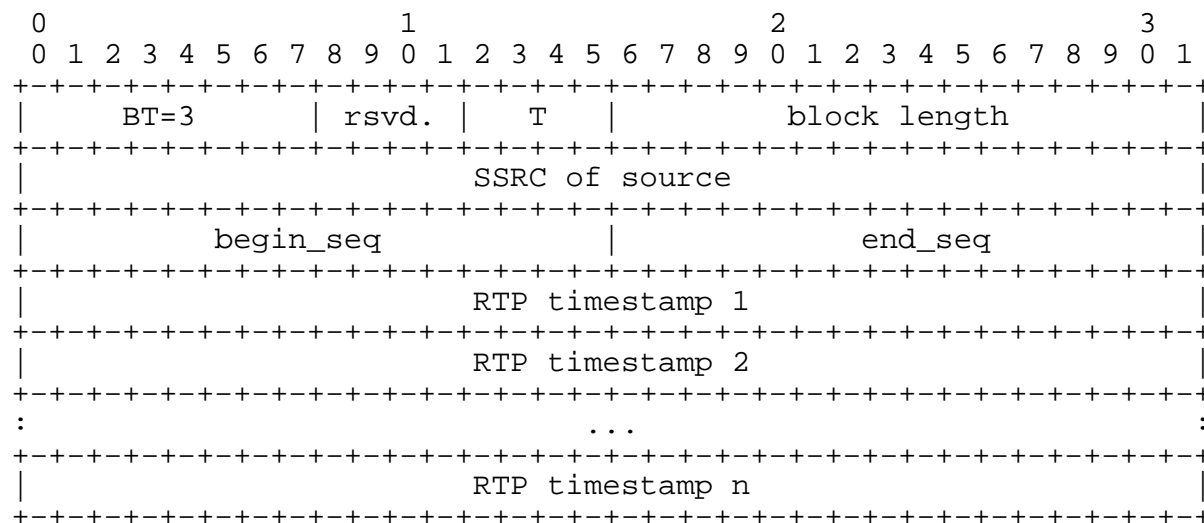 0                   1                   2                   3
 0 1 2 3 4 5 6 7 8 9 0 1 2 3 4 5 6 7 8 9 0 1 2 3 4 5 6 7 8 9 0 1
+-+-+-+-+-+-+-+-+-+-+-+-+-+-+-+-+-+-+-+-+-+-+-+-+-+-+-+-+-+-+-+-+
|     BT=3      | rsvd. |   T   |         block length          |
+-+-+-+-+-+-+-+-+-+-+-+-+-+-+-+-+-+-+-+-+-+-+-+-+-+-+-+-+-+-+-+-+
|                        SSRC of source                         |
+-+-+-+-+-+-+-+-+-+-+-+-+-+-+-+-+-+-+-+-+-+-+-+-+-+-+-+-+-+-+-+-+
|          begin_seq            |             end_seq           |
+-+-+-+-+-+-+-+-+-+-+-+-+-+-+-+-+-+-+-+-+-+-+-+-+-+-+-+-+-+-+-+-+
|                        RTP timestamp 1                        |
+-+-+-+-+-+-+-+-+-+-+-+-+-+-+-+-+-+-+-+-+-+-+-+-+-+-+-+-+-+-+-+-+
|                        RTP timestamp 2                        |
+-+-+-+-+-+-+-+-+-+-+-+-+-+-+-+-+-+-+-+-+-+-+-+-+-+-+-+-+-+-+-+-+
:                              ...                              :
+-+-+-+-+-+-+-+-+-+-+-+-+-+-+-+-+-+-+-+-+-+-+-+-+-+-+-+-+-+-+-+-+
|                        RTP timestamp n                        |
+-+-+-+-+-+-+-+-+-+-+-+-+-+-+-+-+-+-+-+-+-+-+-+-+-+-+-+-+-+-+-+-+